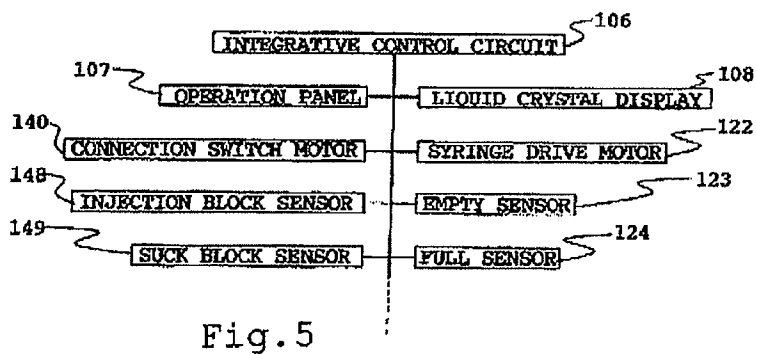 106
INTEGRATIVE CONTROL CIRCUIT
107
108
OPERATION PANEL
LIQUID CRYSTAL DISPLAY
140
122
CONNECTION SWITCH MOTOR
SYRINGE DRIVE MOTOR
148
123
INJECTION BLOCK SENSOR
EMPTY SENSOR
149
124
SUCK BLOCK SENSOR
FULL SENSOR
Fig.5